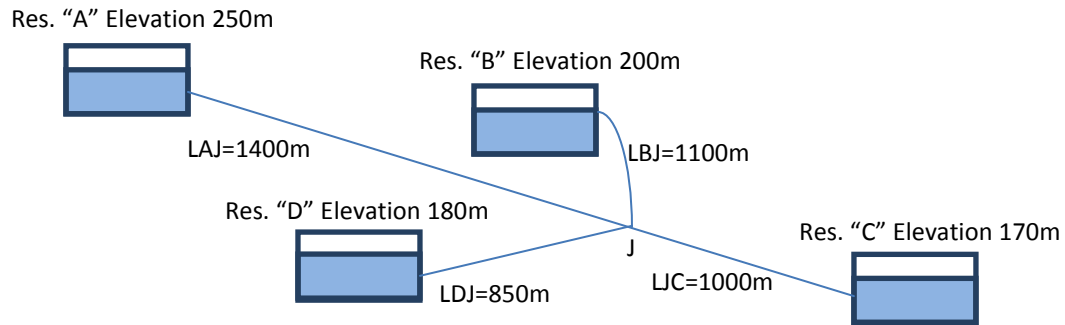 Res. “A” Elevation 250m
Res. “B” Elevation 200m
LAJ=1400m
LBJ=1100m
Res. “D” Elevation 180m
J
Res. “C” Elevation 170m
LDJ=850m
LJC=1000m